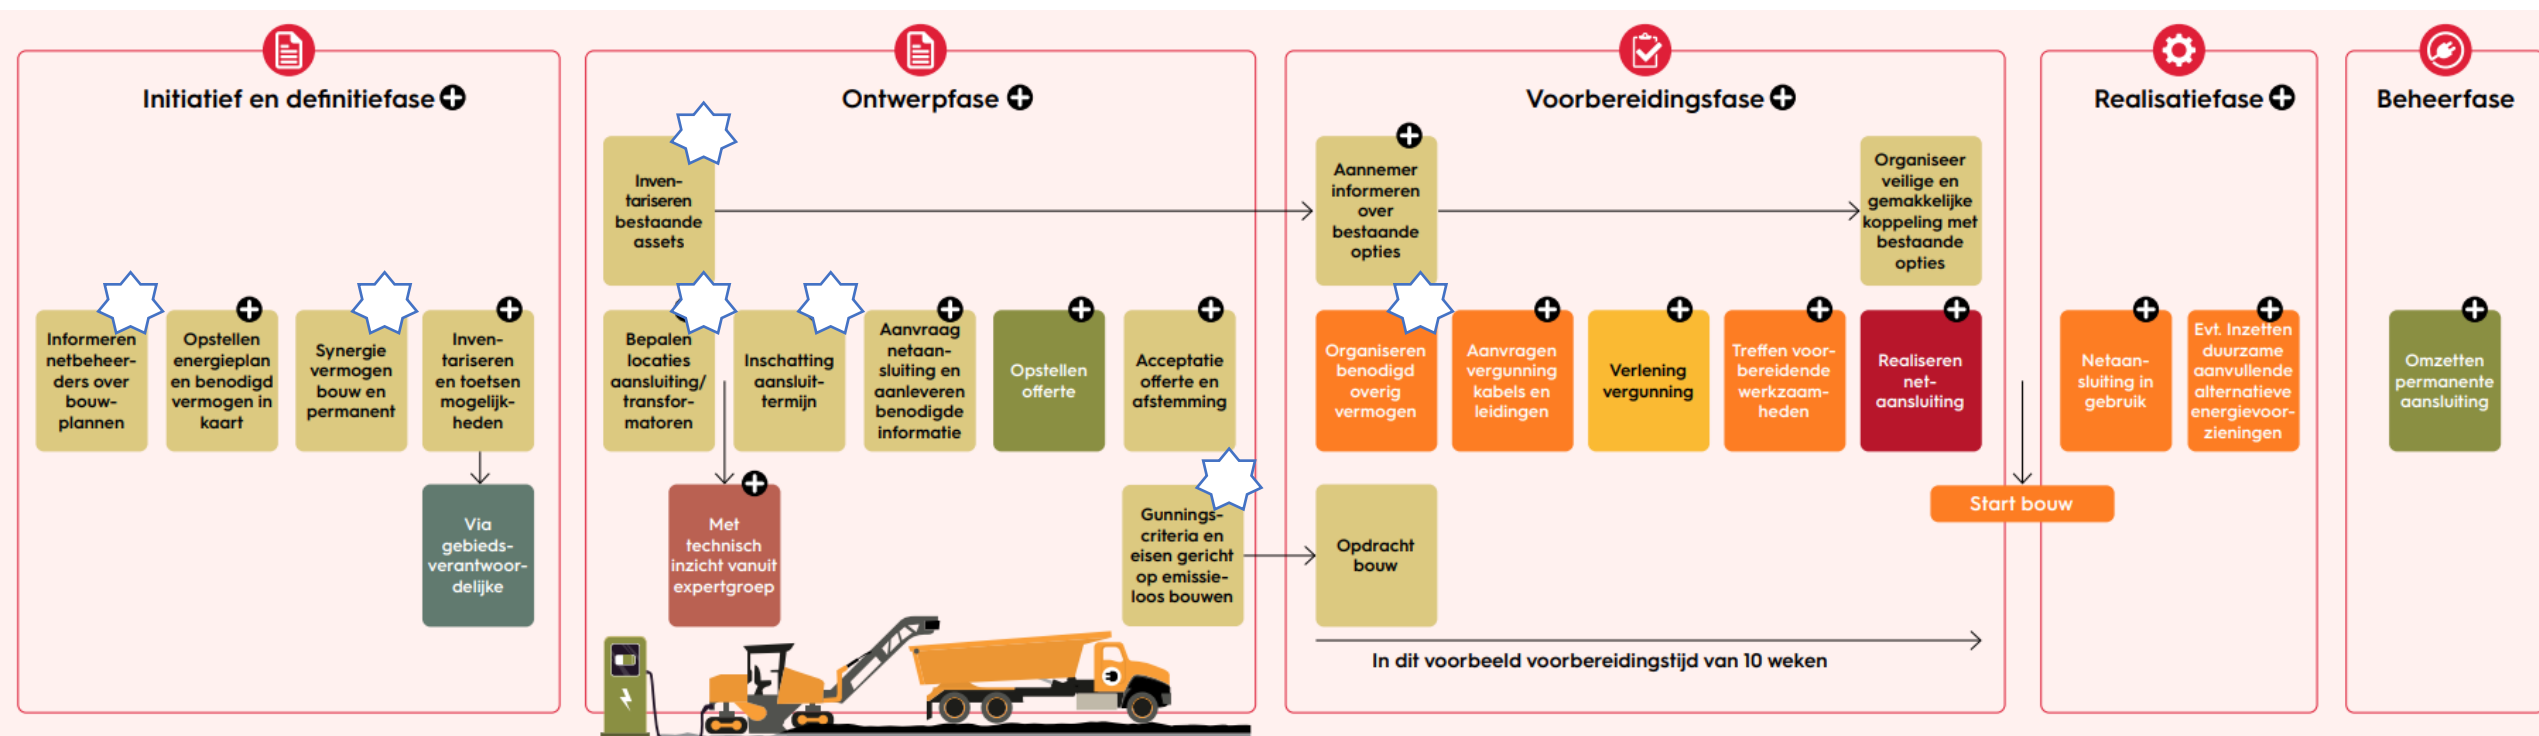 Initiatief en definitiefase
Informeren
netbeheer-
ders over
bouw-
plannen
Opstellen
energieplan
en benodigd
vermogen in
kaart
Synergie
vermogen
bouw en
permanent
Inven-
tariseren
en toetsen
mogelijk-
heden
Via
gebieds-
verantwoor-
delijke
Ontwerpfase
Inven-
tariseren
bestaande
assets
Bepalen
locaties
aansluiting/
transfor-
matoren
Inschatting
aansluit-
termijn
Aanvraag
netaan-
sluiting en
aanleveren
benodigde
informatie
Opstellen
offerte
Acceptatie
offerte en
afstemming
Met
technisch
inzicht vanuit
expertgroep
Gunnings-
criteria en
eisen gericht
op emissie-
loos bouwen
Voorbereidingsfase
Aannemer
informeren
over
bestaande
opties
Organiseer
veilige en
gemakkelijke
koppeling met
bestaande
opties
Organiseren
benodigd
overig
vermogen
Aanvragen
vergunning
kabels en
leidingen
Verlening
vergunning
Treffen voor-
bereidende
werkzaam-
heden
Realiseren
net-
aansluiting
Opdracht
bouw
In dit voorbeeld voorbereidingstijd van 10 weken
Start bouw
Realisatiefase
Netaan-
sluiting in
gebruik
Evt. Inzetten
duurzame
aanvullende
alternatieve
energievoor-
zieningen
Beheerfase
Omzetten
permanente
aansluiting